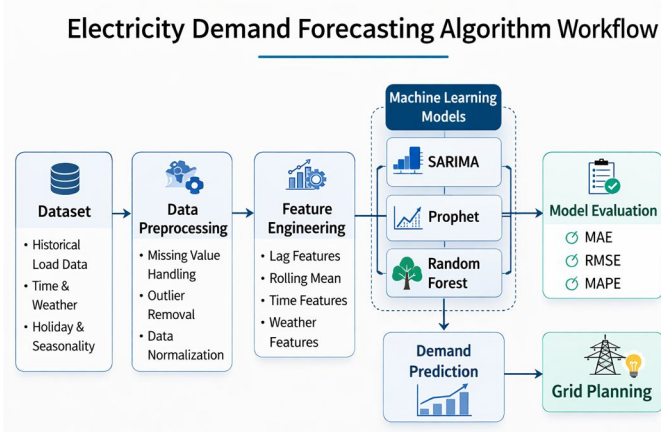 Electricity Demand Forecasting Algorithm Workflow
Dataset
• Historical
Load Data
• Time &
Weather
• Holiday &
Seasonality
Data
Preprocessing
• Missing Value
Handling
• Outlier
Removal
• Data
Normalization
Feature
Engineering
• Lag Features
• Rolling Mean
• Time Features
• Weather
Features
Machine Learning
Models
SARIMA
Prophet
Random
Forest
Model Evaluation
MAE
RMSE
MAPE
Demand
Prediction
Grid Planning